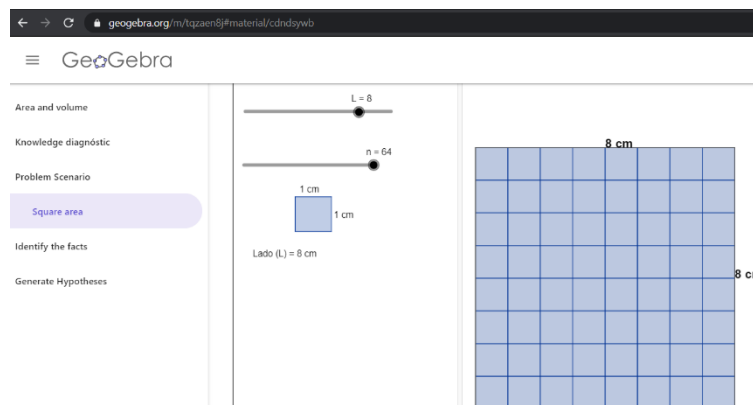 geogebra.org/m/tqzaen8j#material/cdndsywb
GeoGebra
Area and volume
Knowledge diagnóstic
Problem Scenario
Square area
Identify the facts
Generate Hypotheses
L = 8
n = 64
1 cm
1 cm
Lado (L) = 8 cm
8 cm
8 c